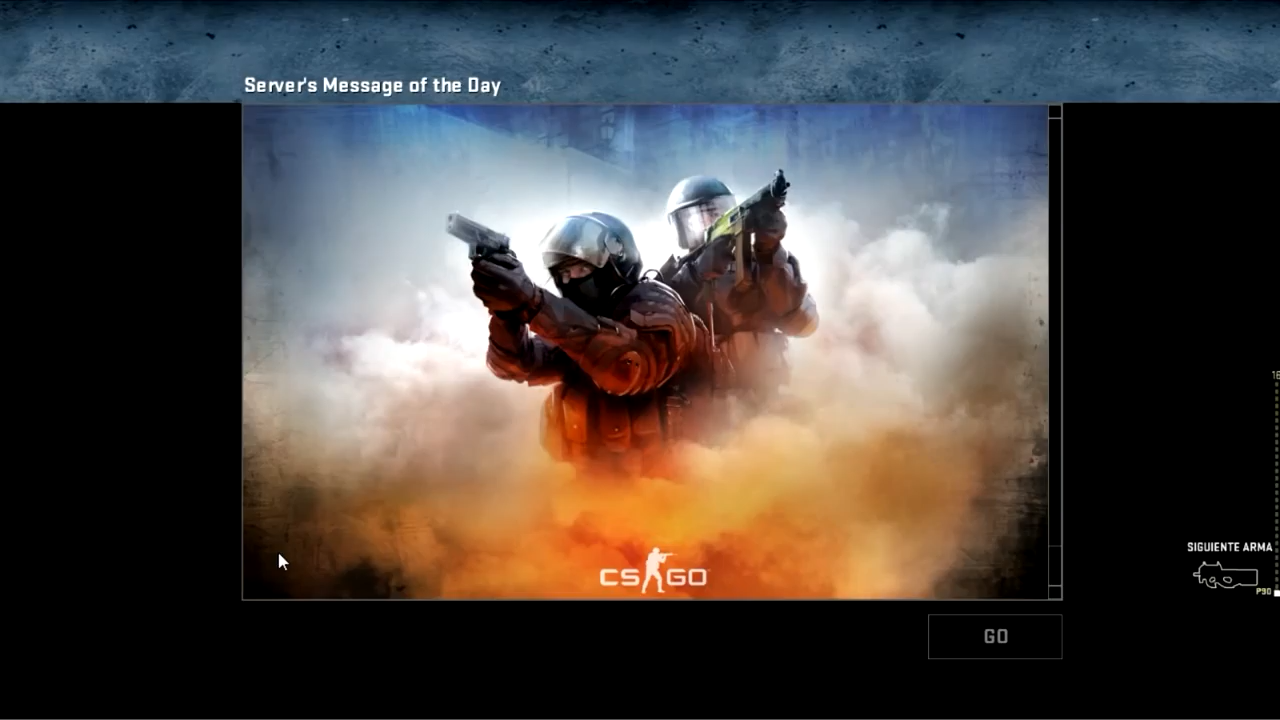 Server's Message of the Day
CS GO
GO
SIGUIENTE ARMA
P90